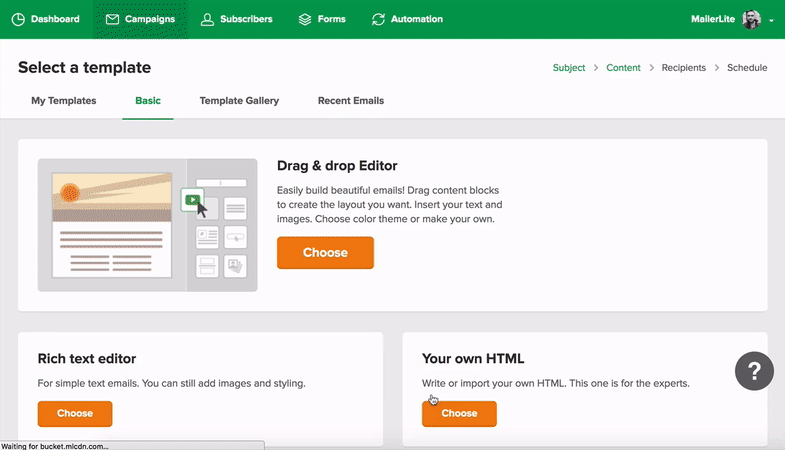 Dashboard Campaigns Subscribers Forms Automation MailerLite
Select a template
Subject > Content > Recipients > Schedule
My Templates Basic Template Gallery Recent Emails
Drag & drop Editor
Easily build beautiful emails! Drag content blocks
to create the layout you want. Insert your text and
images. Choose color theme or make your own.
Choose
Rich text editor
For simple text emails. You can still add images and styling.
Choose
Your own HTML
Write or import your own HTML. This one is for the experts.
Choose
?
Waiting for bucket.mlcdn.com...